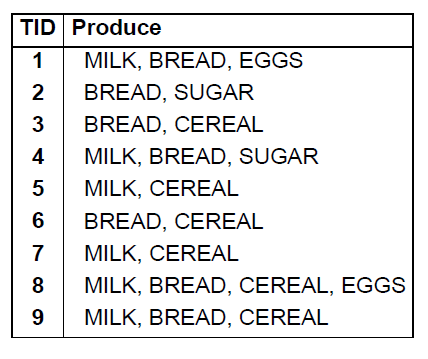 TID Produce
1 MILK, BREAD, EGGS
2 BREAD, SUGAR
3 BREAD, CEREAL
4 MILK, BREAD, SUGAR
5 MILK, CEREAL
6 BREAD, CEREAL
7 MILK, CEREAL
8 MILK, BREAD, CEREAL, EGGS
9 MILK, BREAD, CEREAL